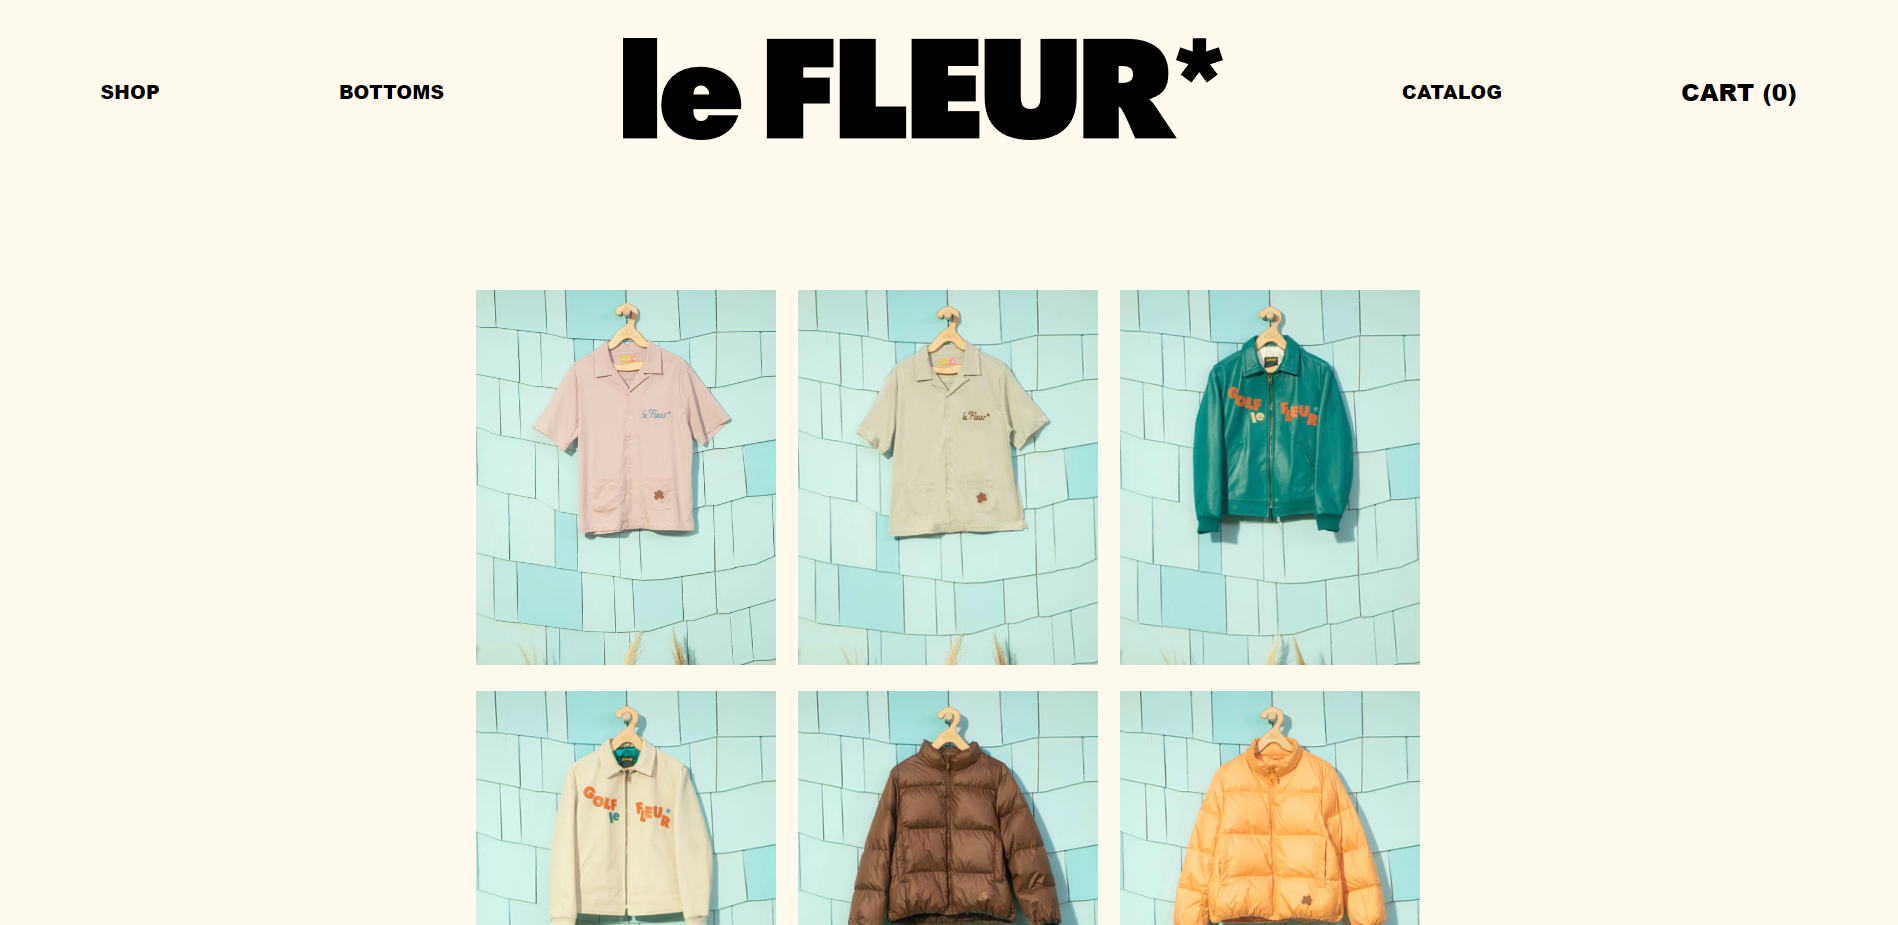 SHOP
BOTTOMS
le FLEUR*
CATALOG
CART (0)
le Fleur*
le Fleur*
GOLF
le FLEUR*
GOLF
le FLEUR*